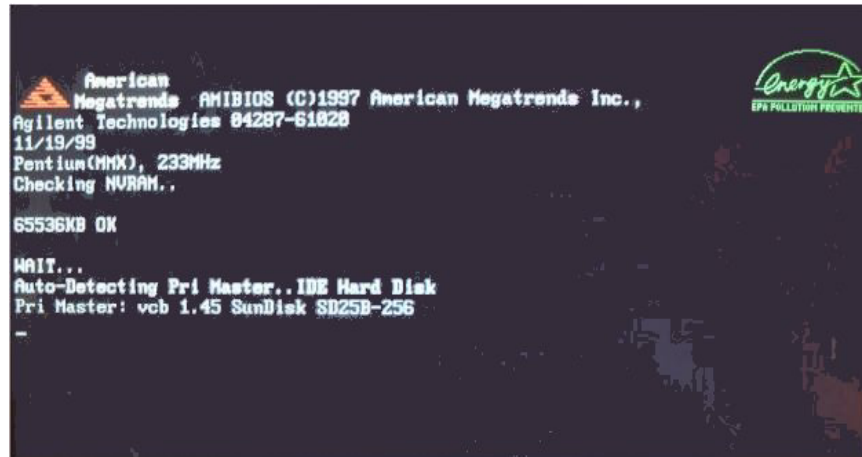 American
Megatrends AMIBIOS (C)1997 American Megatrends Inc.,
energy
EPA POLLUTION PREVENTE
Agilent Technologies 04287-61020
11/19/99
Pentium(MMX), 233MHz
Checking NVRAM..
65536KB OK
WAIT...
Auto-Detecting Pri Master..IDE Hard Disk
Pri Master: vcb 1.45 SunDisk SD25B-256